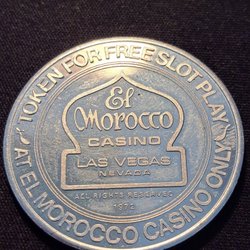 TOKEN FOR FREE SLOT PLAY
El
Morocco
CASINO
LAS VEGAS
NEVADA
ALL RIGHTS RESERVED
1972
AT EL MOROCCO CASINO ONLY